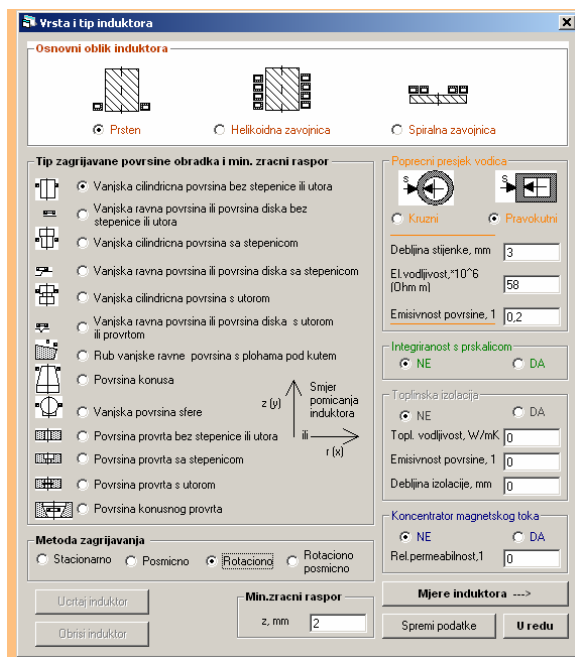 Vrsta i tip induktora
Osnovni oblik induktora
Prsten
Helikoidna zavojnica
Spiralna zavojnica
Tip zagrijavane povrsine obradka i min. zracni raspor
Vanjska cilindricna povrsina bez stepenice ili utora
Vanjska ravna povrsina ili povrsina diska bez
stepenice ili utora
Vanjska cilindricna povrsina sa stepenicom
Vanjska ravna povrsina ili povrsina diska sa stepenicom
Vanjska cilindricna povrsina s utorom
Vanjska ravna povrsina ili povrsina diska s utorom
ili provrtom
Rub vanjske ravne povrsina s plohama pod kutem
Povrsina konusa
Vanjska povrsina sfere
Povrsina provrta bez stepenice ili utora
Povrsina provrta sa stepenicom
Povrsina provrta s utorom
Povrsina konusnog provrta
z (y)
Smjer
pomicanja
induktora
ili
r (x)
Metoda zagrijavanja
Stacionarno
Posmicno
Rotaciono
Rotaciono
posmicno
Ucrtaj induktor
Obrisi induktor
Min.zracni raspor
z, mm
2
Poprecni presjek vodica
S
S
Kruzni
Pravokutni
Debljina stijenke, mm
3
El.vodljivost,*10^6
(Ohm m)
58
Emisivnost povrsine, 1
0,2
Integriranost s prskalicom
NE
DA
Toplinska izolacija
NE
DA
Topl. vodljivost, W/mK
0
Emisivnost povrsine, 1
0
Debljina izolacije, mm
0
Koncentrator magnetskog toka
NE
DA
Rel.permeabilnost,1
0
Mjere induktora --->
Spremi podatke
U redu